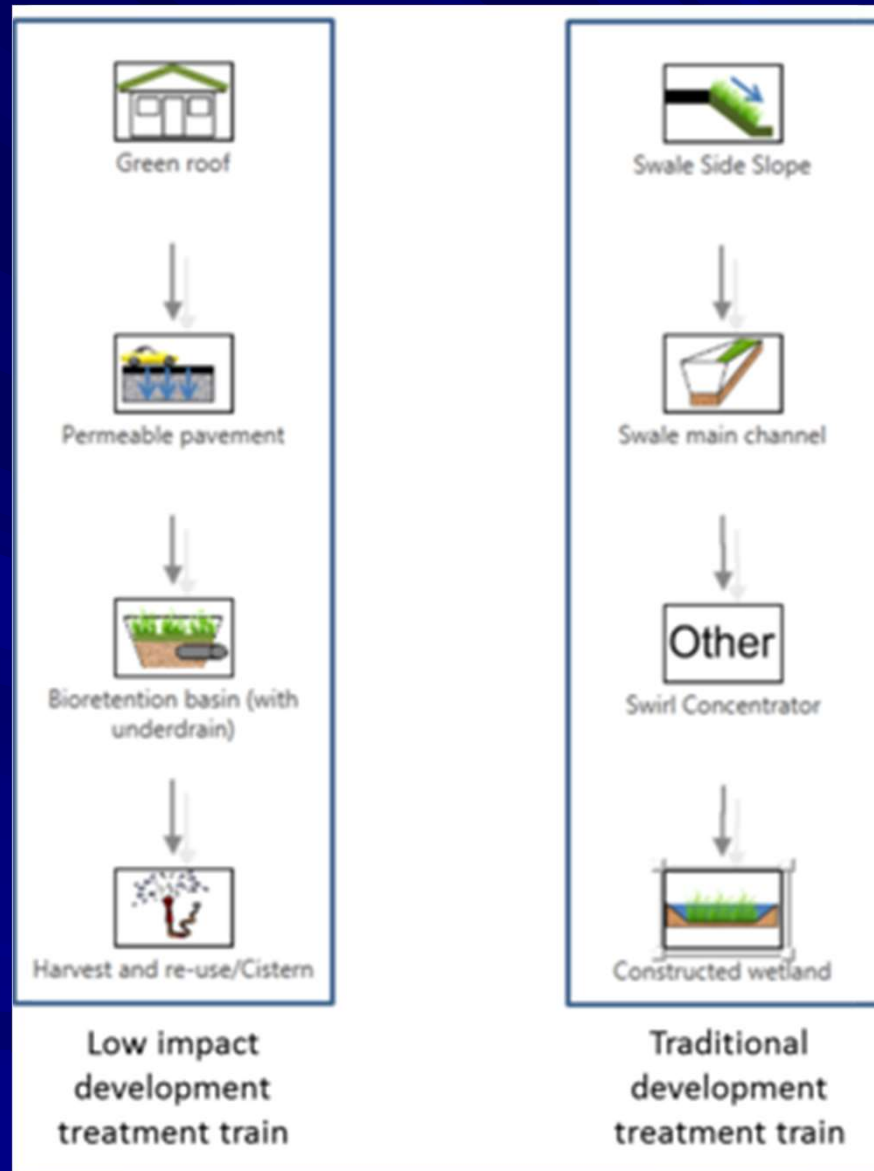 Green roof
Permeable pavement
Bioretention basin (with
underdrain)
Harvest and re-use/Cistern
Low impact
development
treatment train
Swale Side Slope
Swale main channel
Other
Swirl Concentrator
Constructed wetland
Traditional
development
treatment train